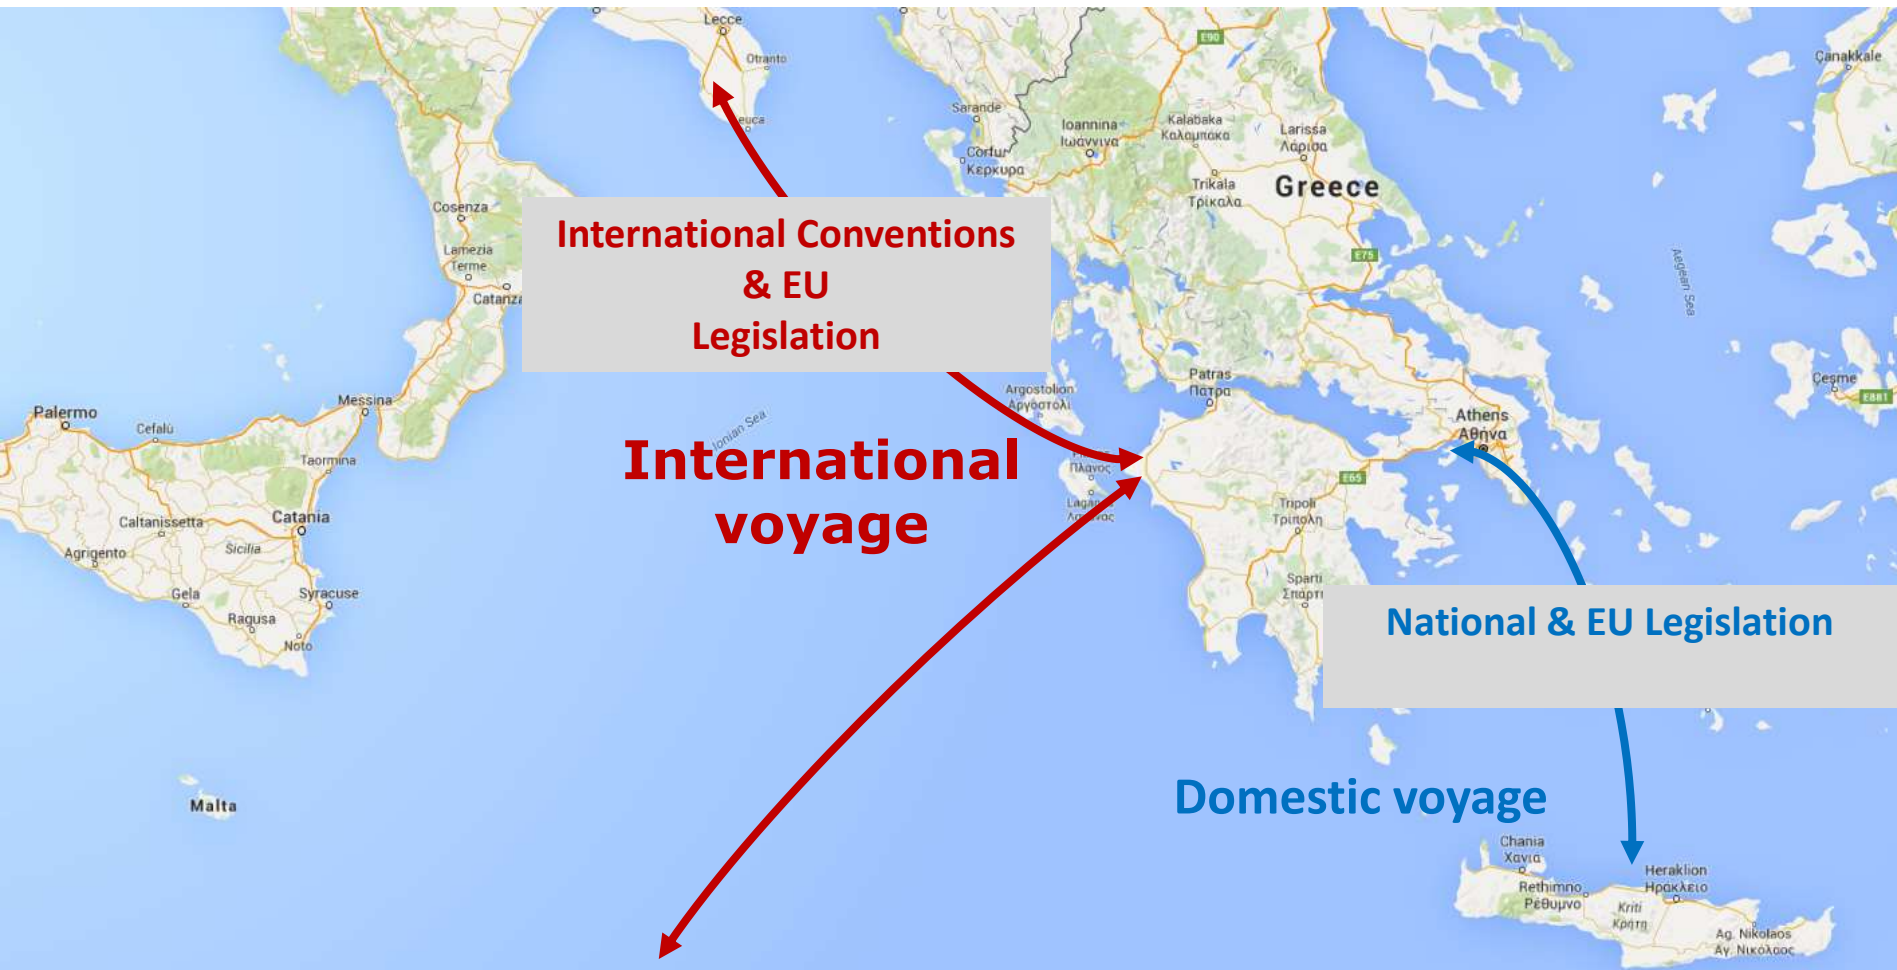 Lecce
Otranto
euca
E90
Çanakkale
Sarande
Ioannina
Ιωάννινα
Kalabaka
Καλαμπάκα
Larissa
Λάρισα
Corfu
Κέρκυρα
Trikala
Τρίκαλα
Greece
Cosenza
Lamezia
Terme
Catanza
International Conventions
& EU
Legislation
E75
Aegean Sea
Patras
Πάτρα
Argostolion
Αργοστόλι
Çeşme
E881
Palermo
Cefalù
Messina
Taormina
Ionian Sea
Athens
Αθήνα
International
voyage
Πλάνος
Laganas
E65
Tripoli
Τρίπολη
Caltanissetta
Catania
Agrigento
Sicilia
Gela
Syracuse
Ragusa
Noto
Sparti
Σπάρτη
National & EU Legislation
Malta
Domestic voyage
Chania
Χανιά
Rethimno
Ρέθυμνο
Heraklion
Ηράκλειο
Kriti
Κρήτη
Ag. Nikolaos
Αγ. Νικόλαος